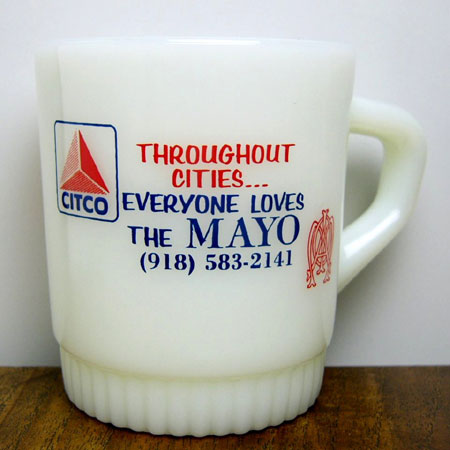 CITCO
THROUGHOUT
CITIES...
EVERYONE LOVES
THE MAYO
(918) 583-2141